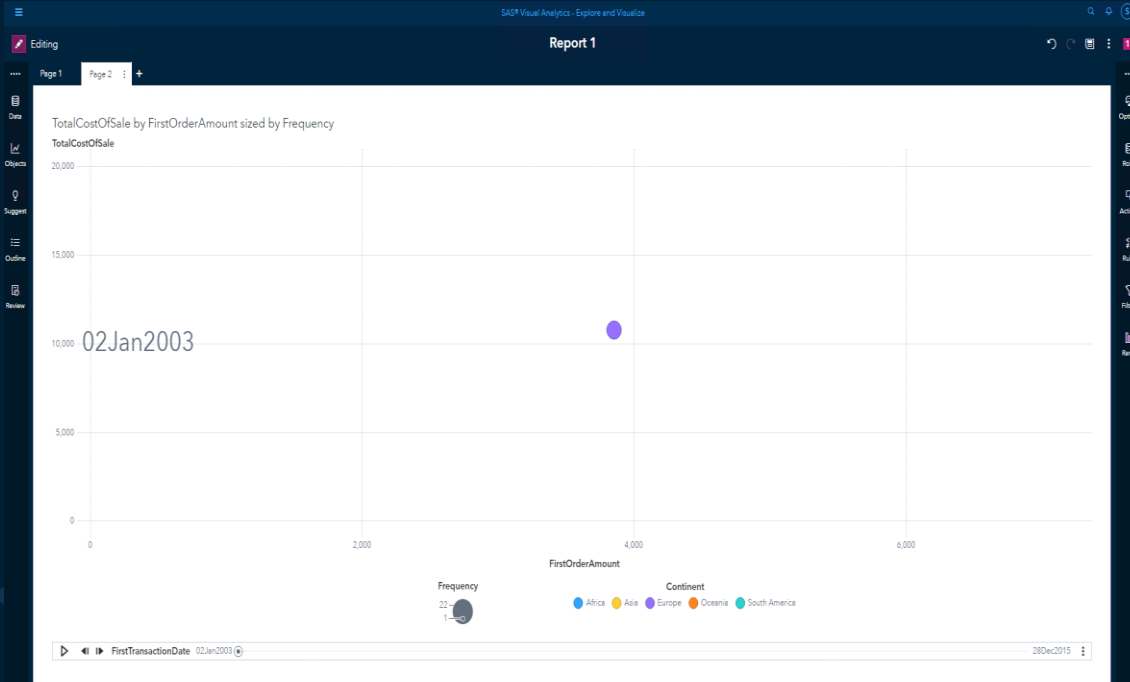 SAS® Visual Analytics - Explore and Visualize
Editing
Report 1
Page 1
Page 2
Data
Objects
Suggest
Outline
Review
TotalCostOfSale by FirstOrderAmount sized by Frequency
TotalCostOfSale
20,000
15,000
10,000
02Jan2003
5,000
0
0 2,000 4,000 6,000
FirstOrderAmount
Frequency
22
1
Continent
Africa Asia Europe Oceania South America
FirstTransactionDate 02Jan2003 28Dec2015